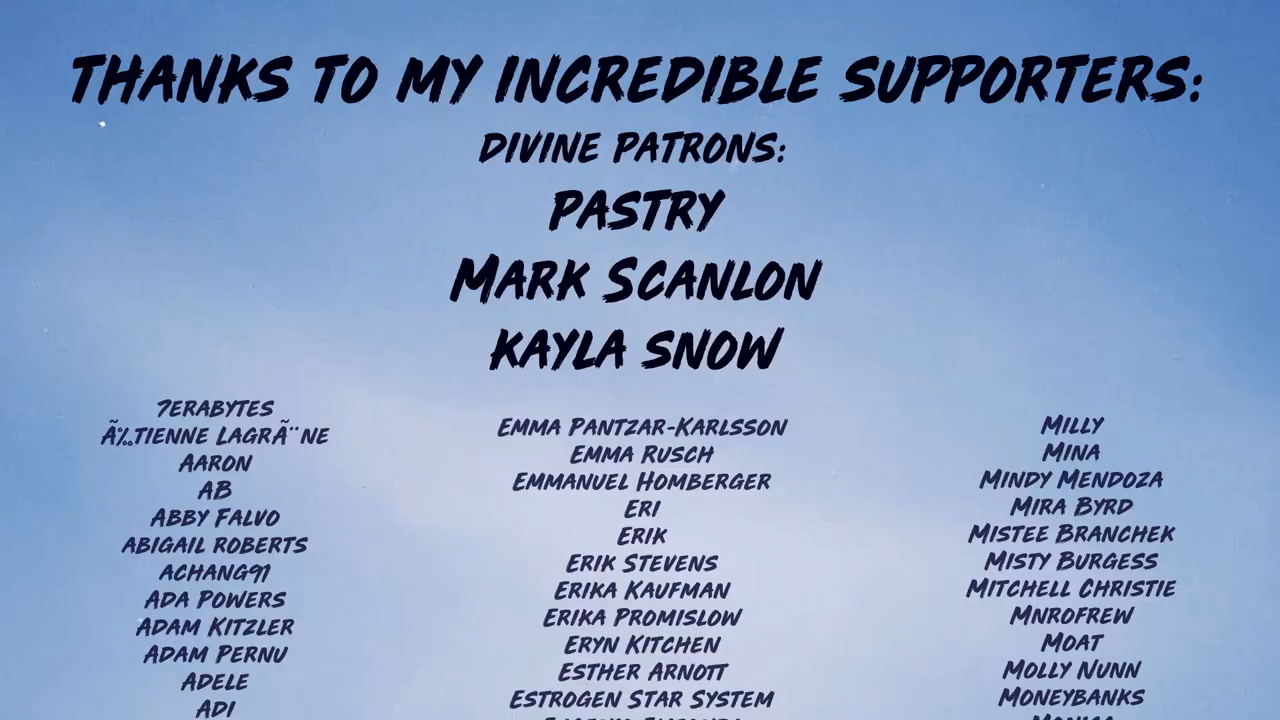 THANKS TO MY INCREDIBLE SUPPORTERS:
DIVINE PATRONS:
PASTRY
MARK SCANLON
KAYLA SNOW
7ERABYTES
Ã‰TIENNE LAGRÃ¨NE
AARON
AB
ABBY FALVO
ABIGAIL ROBERTS
ACHANG91
ADA POWERS
ADAM KITZLER
ADAM PERNU
ADELE
ADI
EMMA PANTZAR-KARLSSON
EMMA RUSCH
EMMANUEL HOMBERGER
ERI
ERIK
ERIK STEVENS
ERIKA KAUFMAN
ERIKA PROMISLOW
ERYN KITCHEN
ESTHER ARNOTT
ESTROGEN STAR SYSTEM
MILLY
MINA
MINDY MENDOZA
MIRA BYRD
MISTEE BRANCHEK
MISTY BURGESS
MITCHELL CHRISTIE
MNROFREW
MOAT
MOLLY NUNN
MONEYBANKS